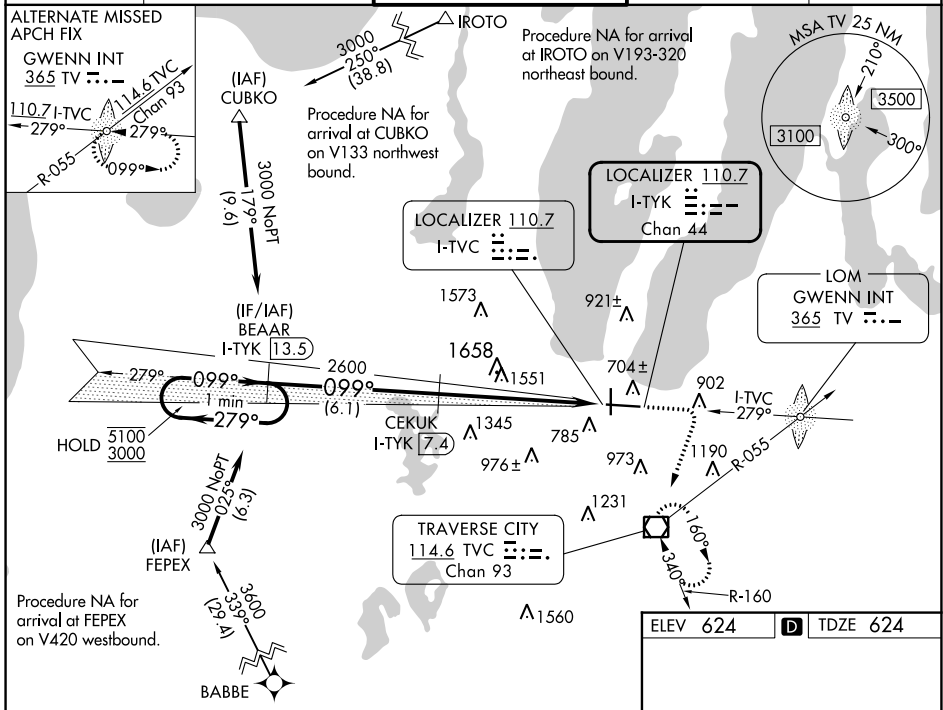 ALTERNATE MISSED
APCH FIX
GWENN INT
365 TV
110.7 I-TVC
114.6 TVC
Chan 93
279°
279°
099°
R-055
3000
250°
(38.8)
IROTO
Procedure NA for arrival
at IROTO on V193-320
northeast bound.
MSA TV 25 NM
210°
3500
3100
300°
(IAF)
CUBKO
Procedure NA for
arrival at CUBKO
on V133 northwest
bound.
3000 NoPT
179°
(9.6)
LOCALIZER 110.7
I-TYK
Chan 44
LOCALIZER 110.7
I-TVC
LOM
GWENN INT
365 TV
(IF/IAF)
BEAAR
I-TYK 13.5
1573
921±
1658
1551
704±
902
2600
279°
099°
099°
(6.1)
1 min
279°
I-TVC
279°
HOLD 5100
3000
CEKUK
I-TYK 7.4
1345
785
976±
973
1190
R-055
3000 NoPT
025°
(6.3)
1231
(IAF)
FEPEX
TRAVERSE CITY
114.6 TVC
Chan 93
160°
340°
R-160
Procedure NA for
arrival at FEPEX
on V420 westbound.
3600
339°
(29.4)
1560
BABBE
ELEV 624 D TDZE 624